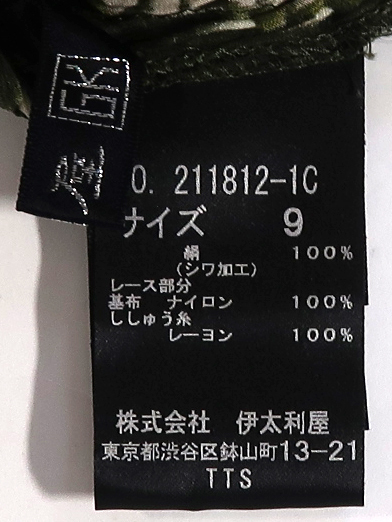 GK
屋
O. 211812-1C
サイズ 9
絹 100%
(シワ加工)
レース部分
基布 ナイロン 100%
ししゅう糸
レーヨン 100%
株式会社 伊太利屋
東京都渋谷区鉢山町13-21
TTS